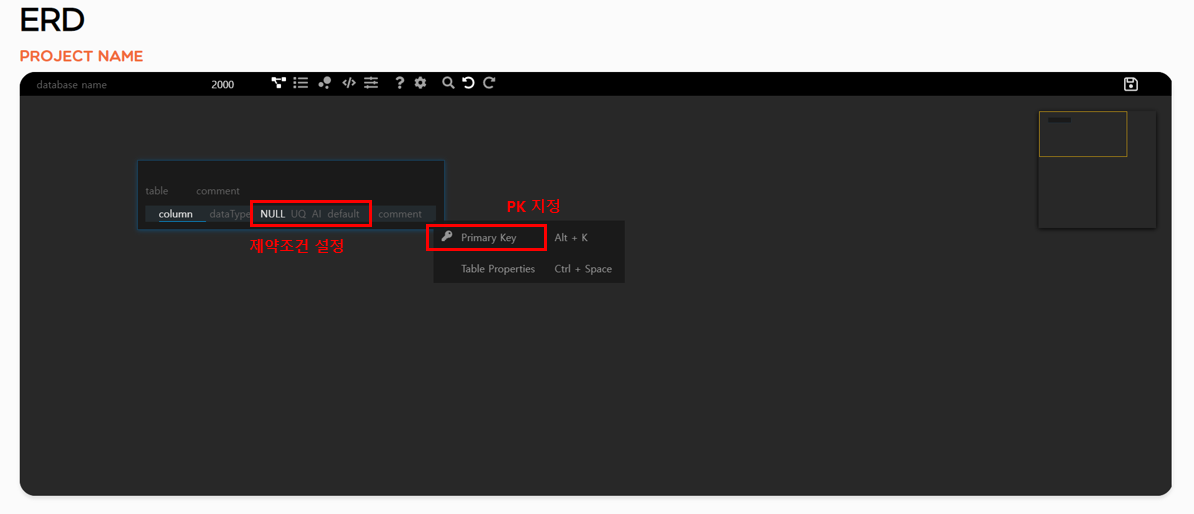 ERD
PROJECT NAME
database name 2000
table comment
column dataType NULL UQ AI default comment
PK 지정
제약조건 설정
Primary Key Alt + K
Table Properties Ctrl + Space